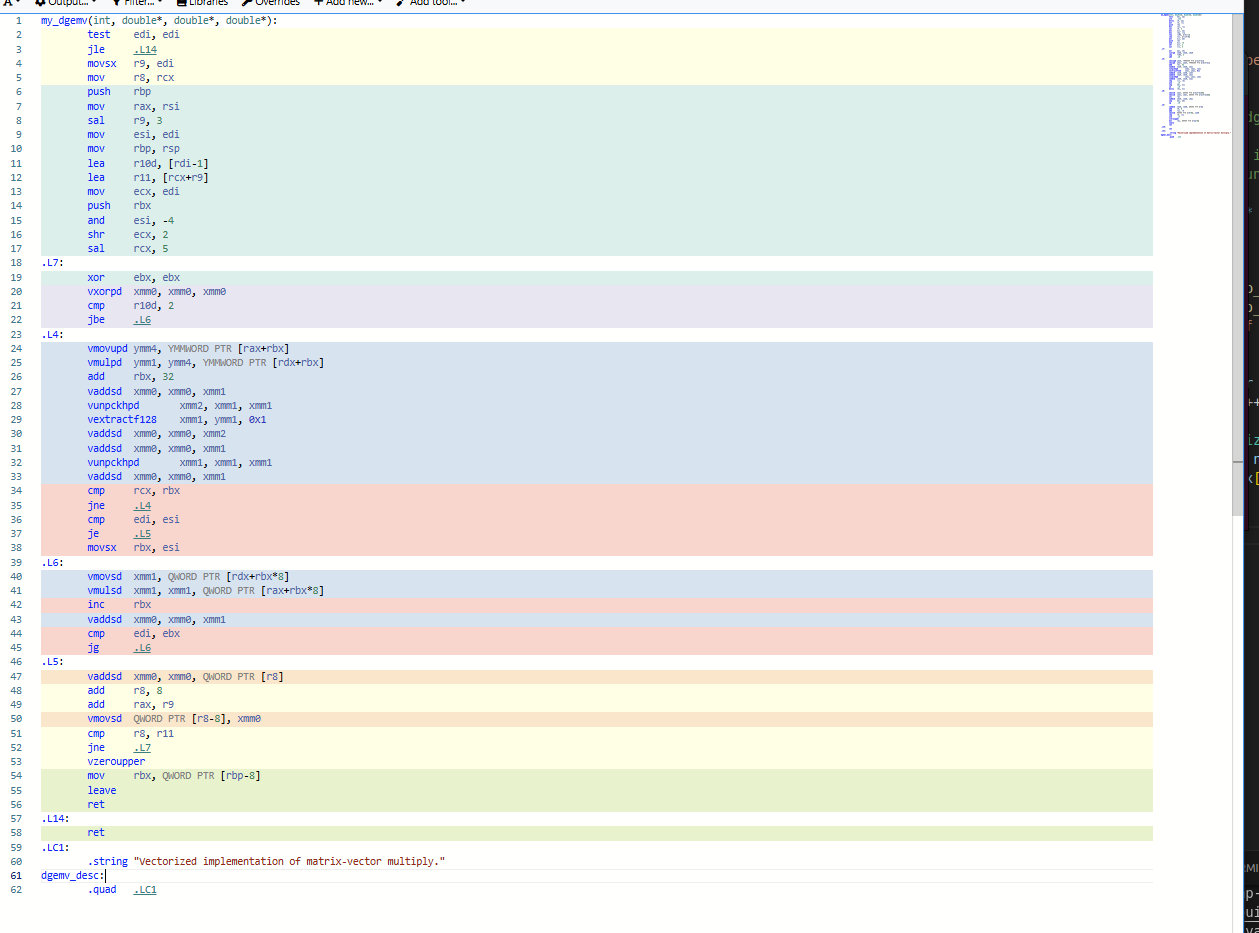 A Output... Filter... Libraries Overrides + Add new... Add tool...
1 my_dgemv(int, double*, double*, double*):
2 test edi, edi
3 jle .L14
4 movsx r9, edi
5 mov r8, rcx
6 push rbp
7 mov rax, rsi
8 sal r9, 3
9 mov esi, edi
10 mov rbp, rsp
11 lea r10d, [rdi-1]
12 lea r11, [rcx+r9]
13 mov ecx, edi
14 push rbx
15 and esi, -4
16 shr ecx, 2
17 sal rcx, 5
18 .L7:
19 xor ebx, ebx
20 vxorpd xmm0, xmm0, xmm0
21 cmp r10d, 2
22 jbe .L6
23 .L4:
24 vmovupd ymm4, YMMWORD PTR [rax+rbx]
25 vmulpd ymm1, ymm4, YMMWORD PTR [rdx+rbx]
26 add rbx, 32
27 vaddsd xmm0, xmm0, xmm1
28 vunpckhpd xmm2, xmm1, xmm1
29 vextractf128 xmm1, ymm1, 0x1
30 vaddsd xmm0, xmm0, xmm2
31 vaddsd xmm0, xmm0, xmm1
32 vunpckhpd xmm1, xmm1, xmm1
33 vaddsd xmm0, xmm0, xmm1
34 cmp rcx, rbx
35 jne .L4
36 cmp edi, esi
37 je .L5
38 movsx rbx, esi
39 .L6:
40 vmovsd xmm1, QWORD PTR [rdx+rbx*8]
41 vmulsd xmm1, xmm1, QWORD PTR [rax+rbx*8]
42 inc rbx
43 vaddsd xmm0, xmm0, xmm1
44 cmp edi, ebx
45 jg .L6
46 .L5:
47 vaddsd xmm0, xmm0, QWORD PTR [r8]
48 add r8, 8
49 add rax, r9
50 vmovsd QWORD PTR [r8-8], xmm0
51 cmp r8, r11
52 jne .L7
53 vzeroupper
54 mov rbx, QWORD PTR [rbp-8]
55 leave
56 ret
57 .L14:
58 ret
59 .LC1:
60 .string "Vectorized implementation of matrix-vector multiply."
61 dgemv_desc:
62 .quad .LC1